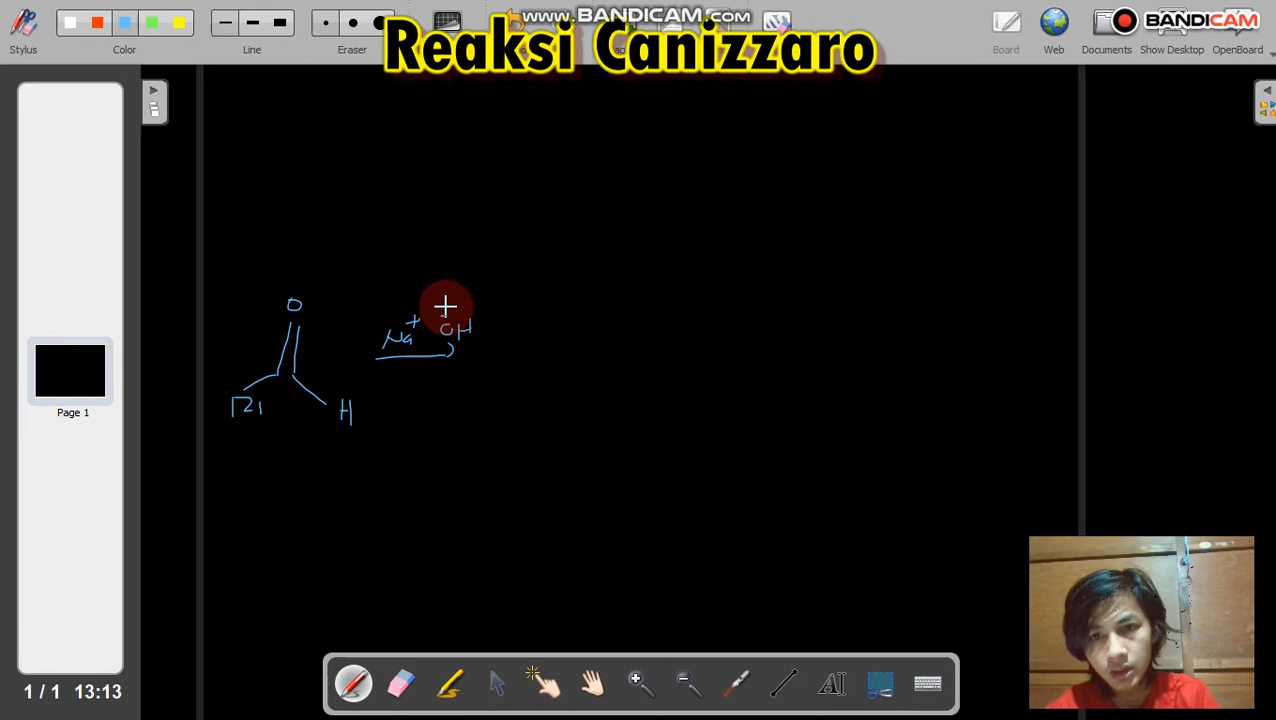 WWW.BANDICAM.COM
BANDICAM
Stylus
Color
Line
Eraser
Board
Web
Documents
Show Desktop
OpenBoard
Reaksi Canizzaro
O
Na+ -OH
R1
H
Page 1
1 / 1 13:13